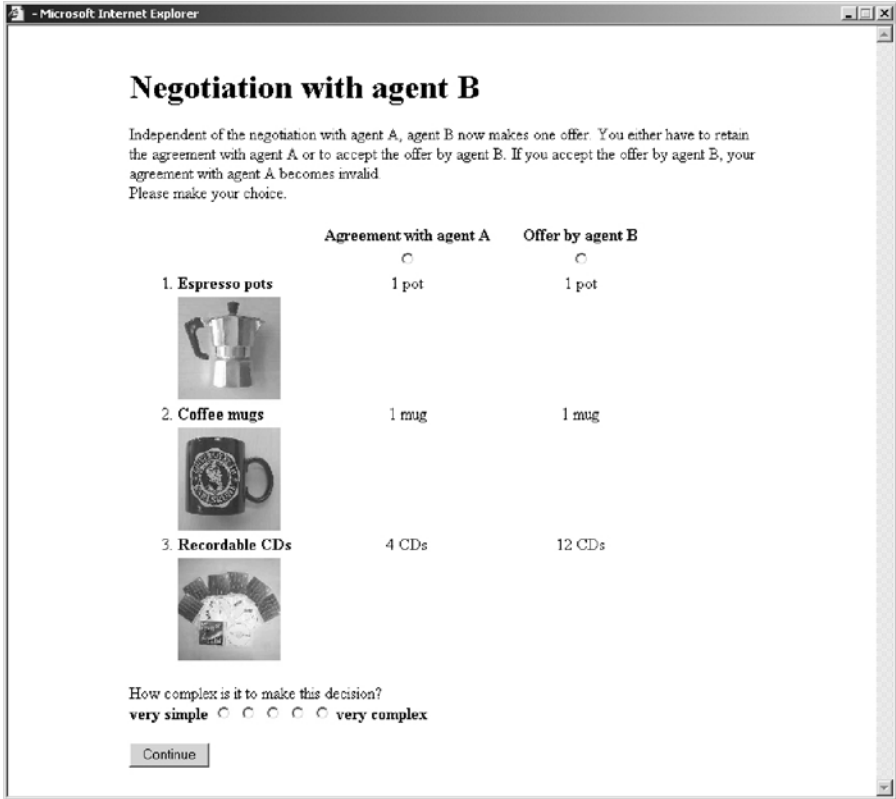 - Microsoft Internet Explorer
Negotiation with agent B
Independent of the negotiation with agent A, agent B now makes one offer. You either have to retain
the agreement with agent A or to accept the offer by agent B. If you accept the offer by agent B, your
agreement with agent A becomes invalid.
Please make your choice.
Agreement with agent A Offer by agent B
1. Espresso pots 1 pot 1 pot
2. Coffee mugs 1 mug 1 mug
3. Recordable CDs 4 CDs 12 CDs
How complex is it to make this decision?
very simple very complex
Continue